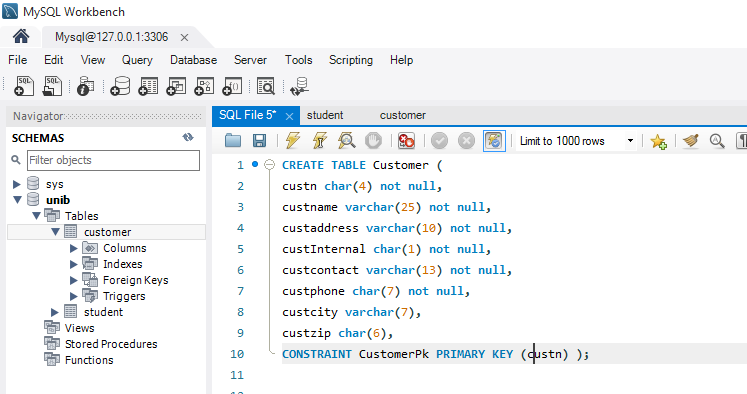 MySQL Workbench
Mysql@127.0.0.1:3306 ×
File Edit View Query Database Server Tools Scripting Help
SQL SQL
Navigator
SCHEMAS
Filter objects
sys
unib
Tables
customer
Columns
Indexes
Foreign Keys
Triggers
student
Views
Stored Procedures
Functions
SQL File 5* × student customer
Limit to 1000 rows
1 CREATE TABLE Customer (
2 custn char(4) not null,
3 custname varchar(25) not null,
4 custaddress varchar(10) not null,
5 custInternal char(1) not null,
6 custcontact varchar(13) not null,
7 custphone char(7) not null,
8 custcity varchar(7),
9 custzip char(6),
10 CONSTRAINT CustomerPk PRIMARY KEY (custn) );
11